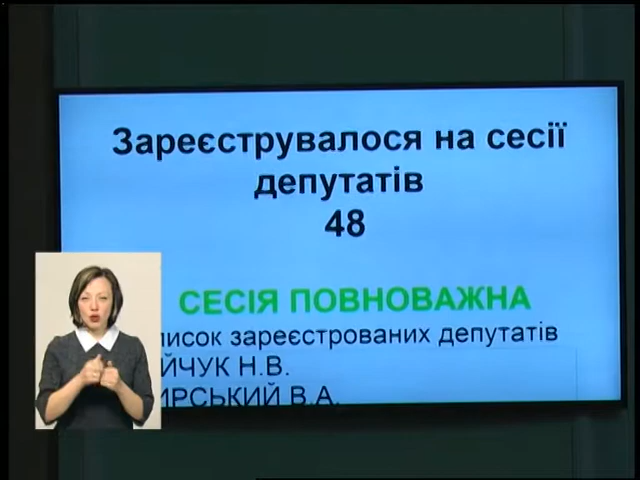 Зареєструвалося на сесії
депутатів
48
СЕСІЯ ПОВНОВАЖНА
зареєстрованих депутатів
Н.В.
В.А.